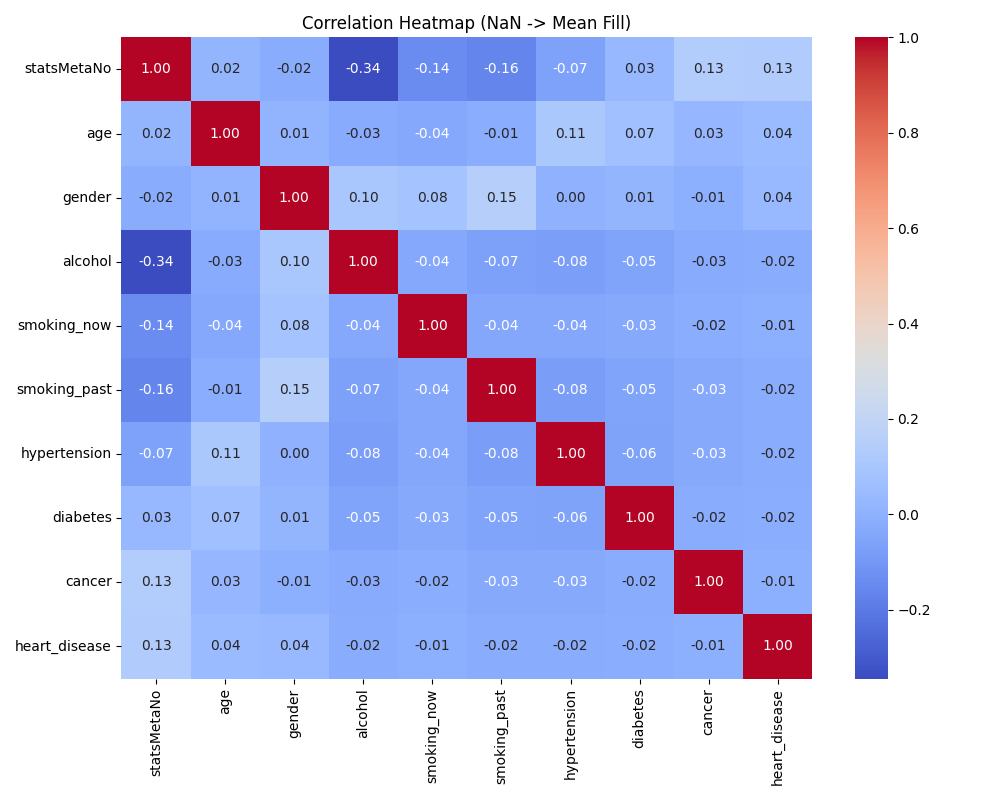 Correlation Heatmap (NaN -> Mean Fill)
statsMetaNo 1.00 0.02 -0.02 -0.34 -0.14 -0.16 -0.07 0.03 0.13 0.13
age 0.02 1.00 0.01 -0.03 -0.04 -0.01 0.11 0.07 0.03 0.04
gender -0.02 0.01 1.00 0.10 0.08 0.15 0.00 0.01 -0.01 0.04
alcohol -0.34 -0.03 0.10 1.00 -0.04 -0.07 -0.08 -0.05 -0.03 -0.02
smoking_now -0.14 -0.04 0.08 -0.04 1.00 -0.04 -0.04 -0.03 -0.02 -0.01
smoking_past -0.16 -0.01 0.15 -0.07 -0.04 1.00 -0.08 -0.05 -0.03 -0.02
hypertension -0.07 0.11 0.00 -0.08 -0.04 -0.08 1.00 -0.06 -0.03 -0.02
diabetes 0.03 0.07 0.01 -0.05 -0.03 -0.05 -0.06 1.00 -0.02 -0.02
cancer 0.13 0.03 -0.01 -0.03 -0.02 -0.03 -0.03 -0.02 1.00 -0.01
heart_disease 0.13 0.04 0.04 -0.02 -0.01 -0.02 -0.02 -0.02 -0.01 1.00
statsMetaNo
age
gender
alcohol
smoking_now
smoking_past
hypertension
diabetes
cancer
heart_disease
1.0
0.8
0.6
0.4
0.2
0.0
−0.2